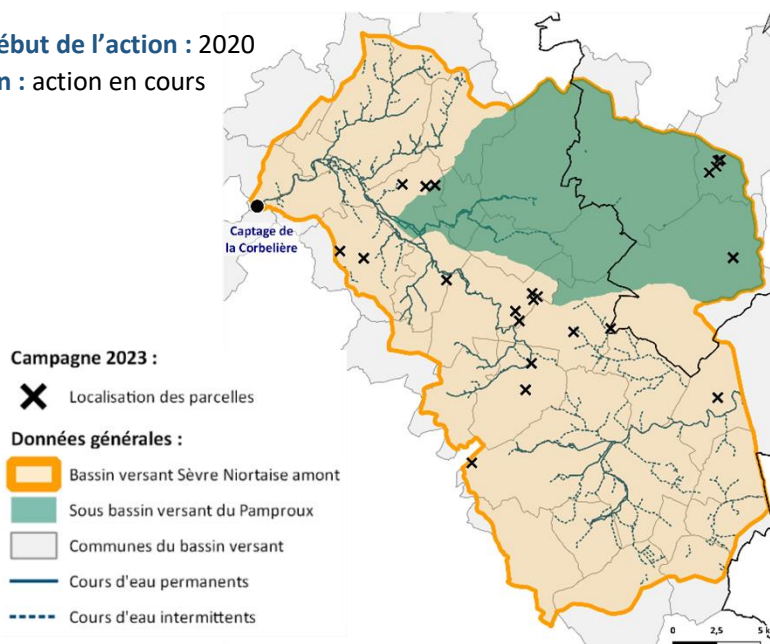 ébut de l’action : 2020
n : action en cours
Captage de
la Corbelière
Campagne 2023 :
Localisation des parcelles
Données générales :
Bassin versant Sèvre Niortaise amont
Sous bassin versant du Pamproux
Communes du bassin versant
Cours d'eau permanents
Cours d'eau intermittents
0 2,5 5 k